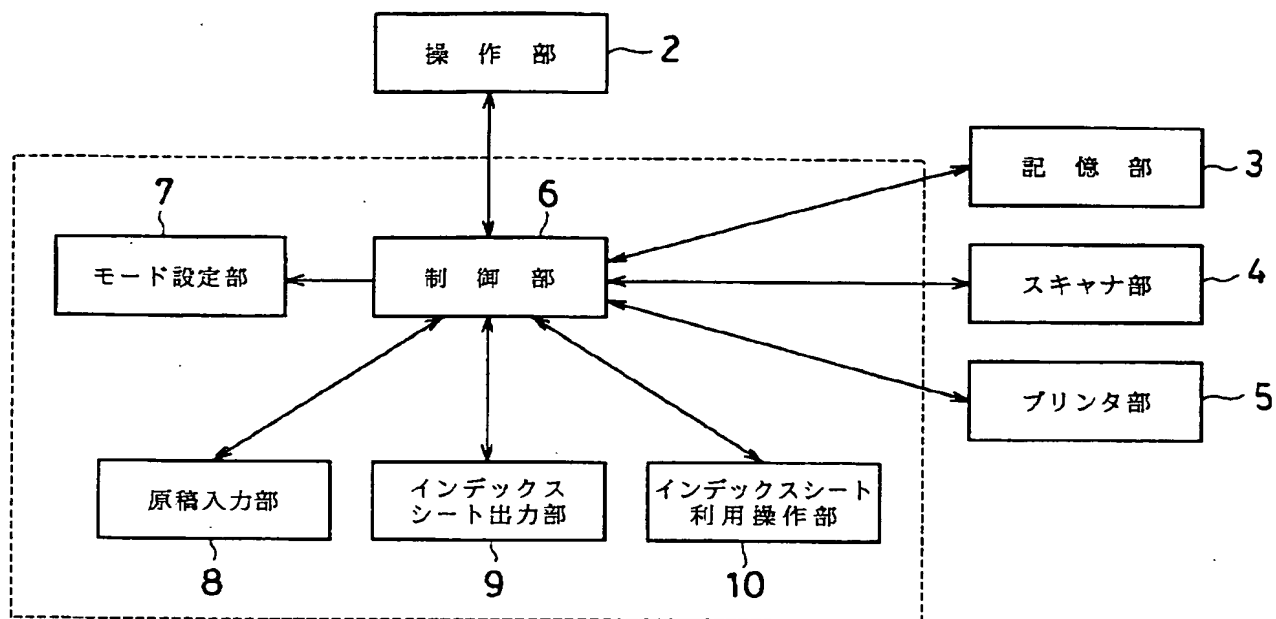 操作部
2
記憶部
3
7
6
モード設定部
制御部
スキャナ部
4
プリンタ部
5
原稿入力部
インデックス
シート出力部
インデックスシート
利用操作部
8
9
10